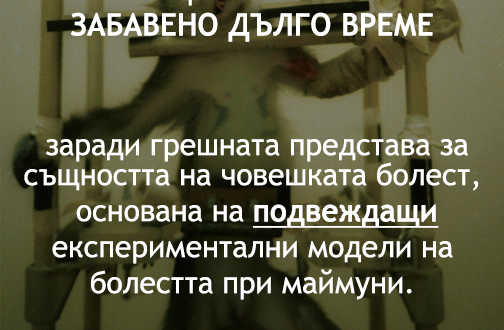 ЗАБАВЕНО ДЪЛГО ВРЕМЕ
заради грешната представа за
същността на човешката болест,
основана на подвеждащи
експериментални модели на
болестта при маймуни.